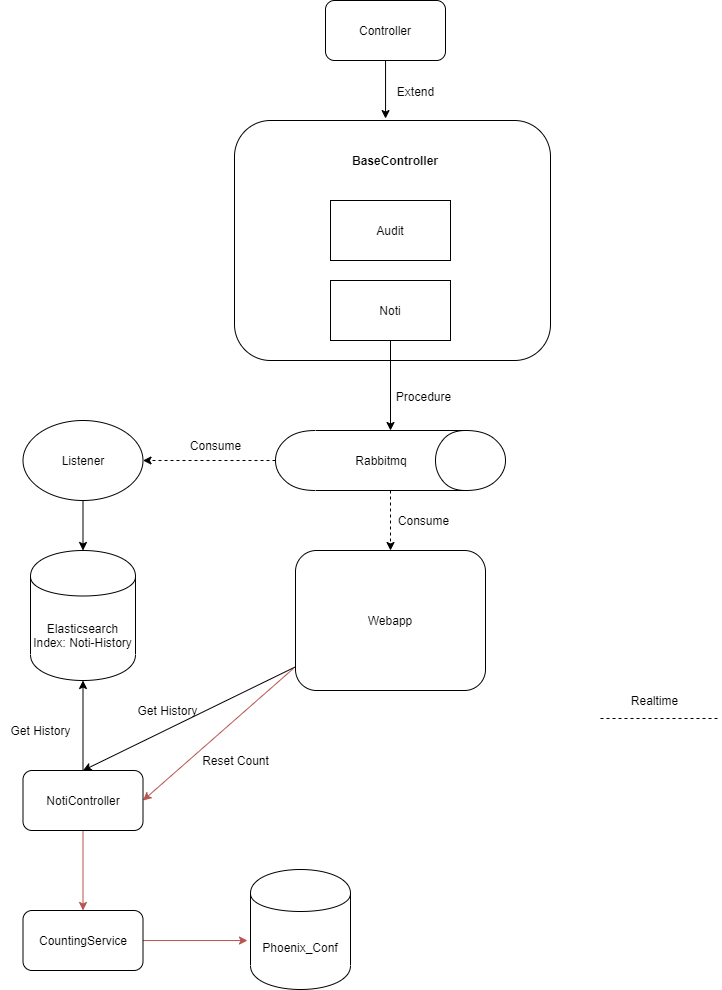 Controller
Extend
BaseController
Audit
Noti
Procedure
Consume
Listener
Rabbitmq
Consume
Elasticsearch
Index: Noti-History
Webapp
Realtime
Get History
Get History
Reset Count
NotiController
CountingService
Phoenix_Conf